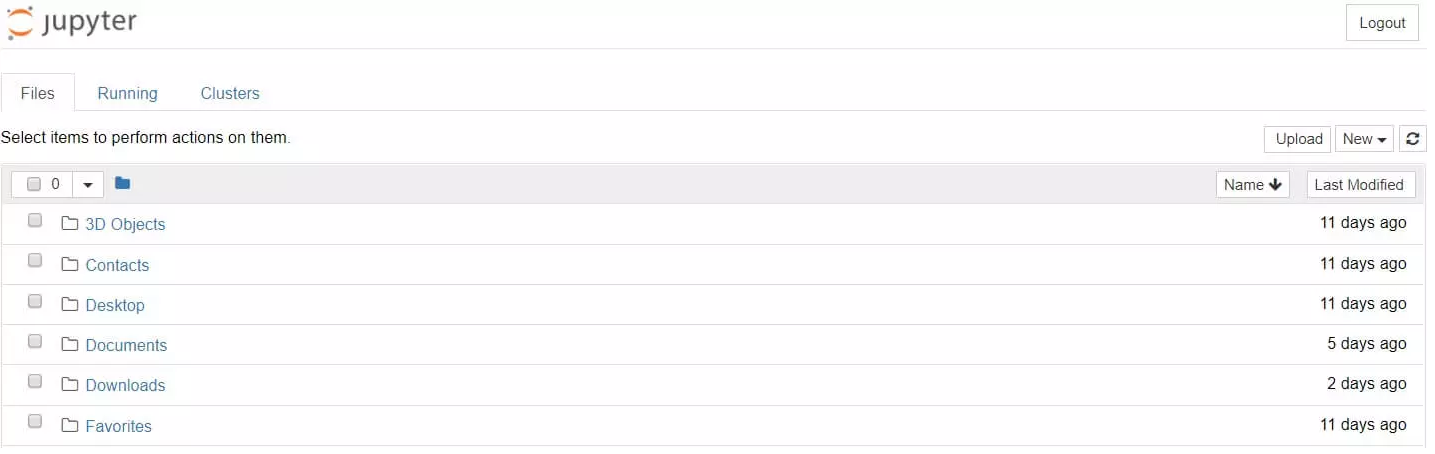 jupyter Logout
Files Running Clusters
Select items to perform actions on them. Upload New
0 Name Last Modified
3D Objects 11 days ago
Contacts 11 days ago
Desktop 11 days ago
Documents 5 days ago
Downloads 2 days ago
Favorites 11 days ago